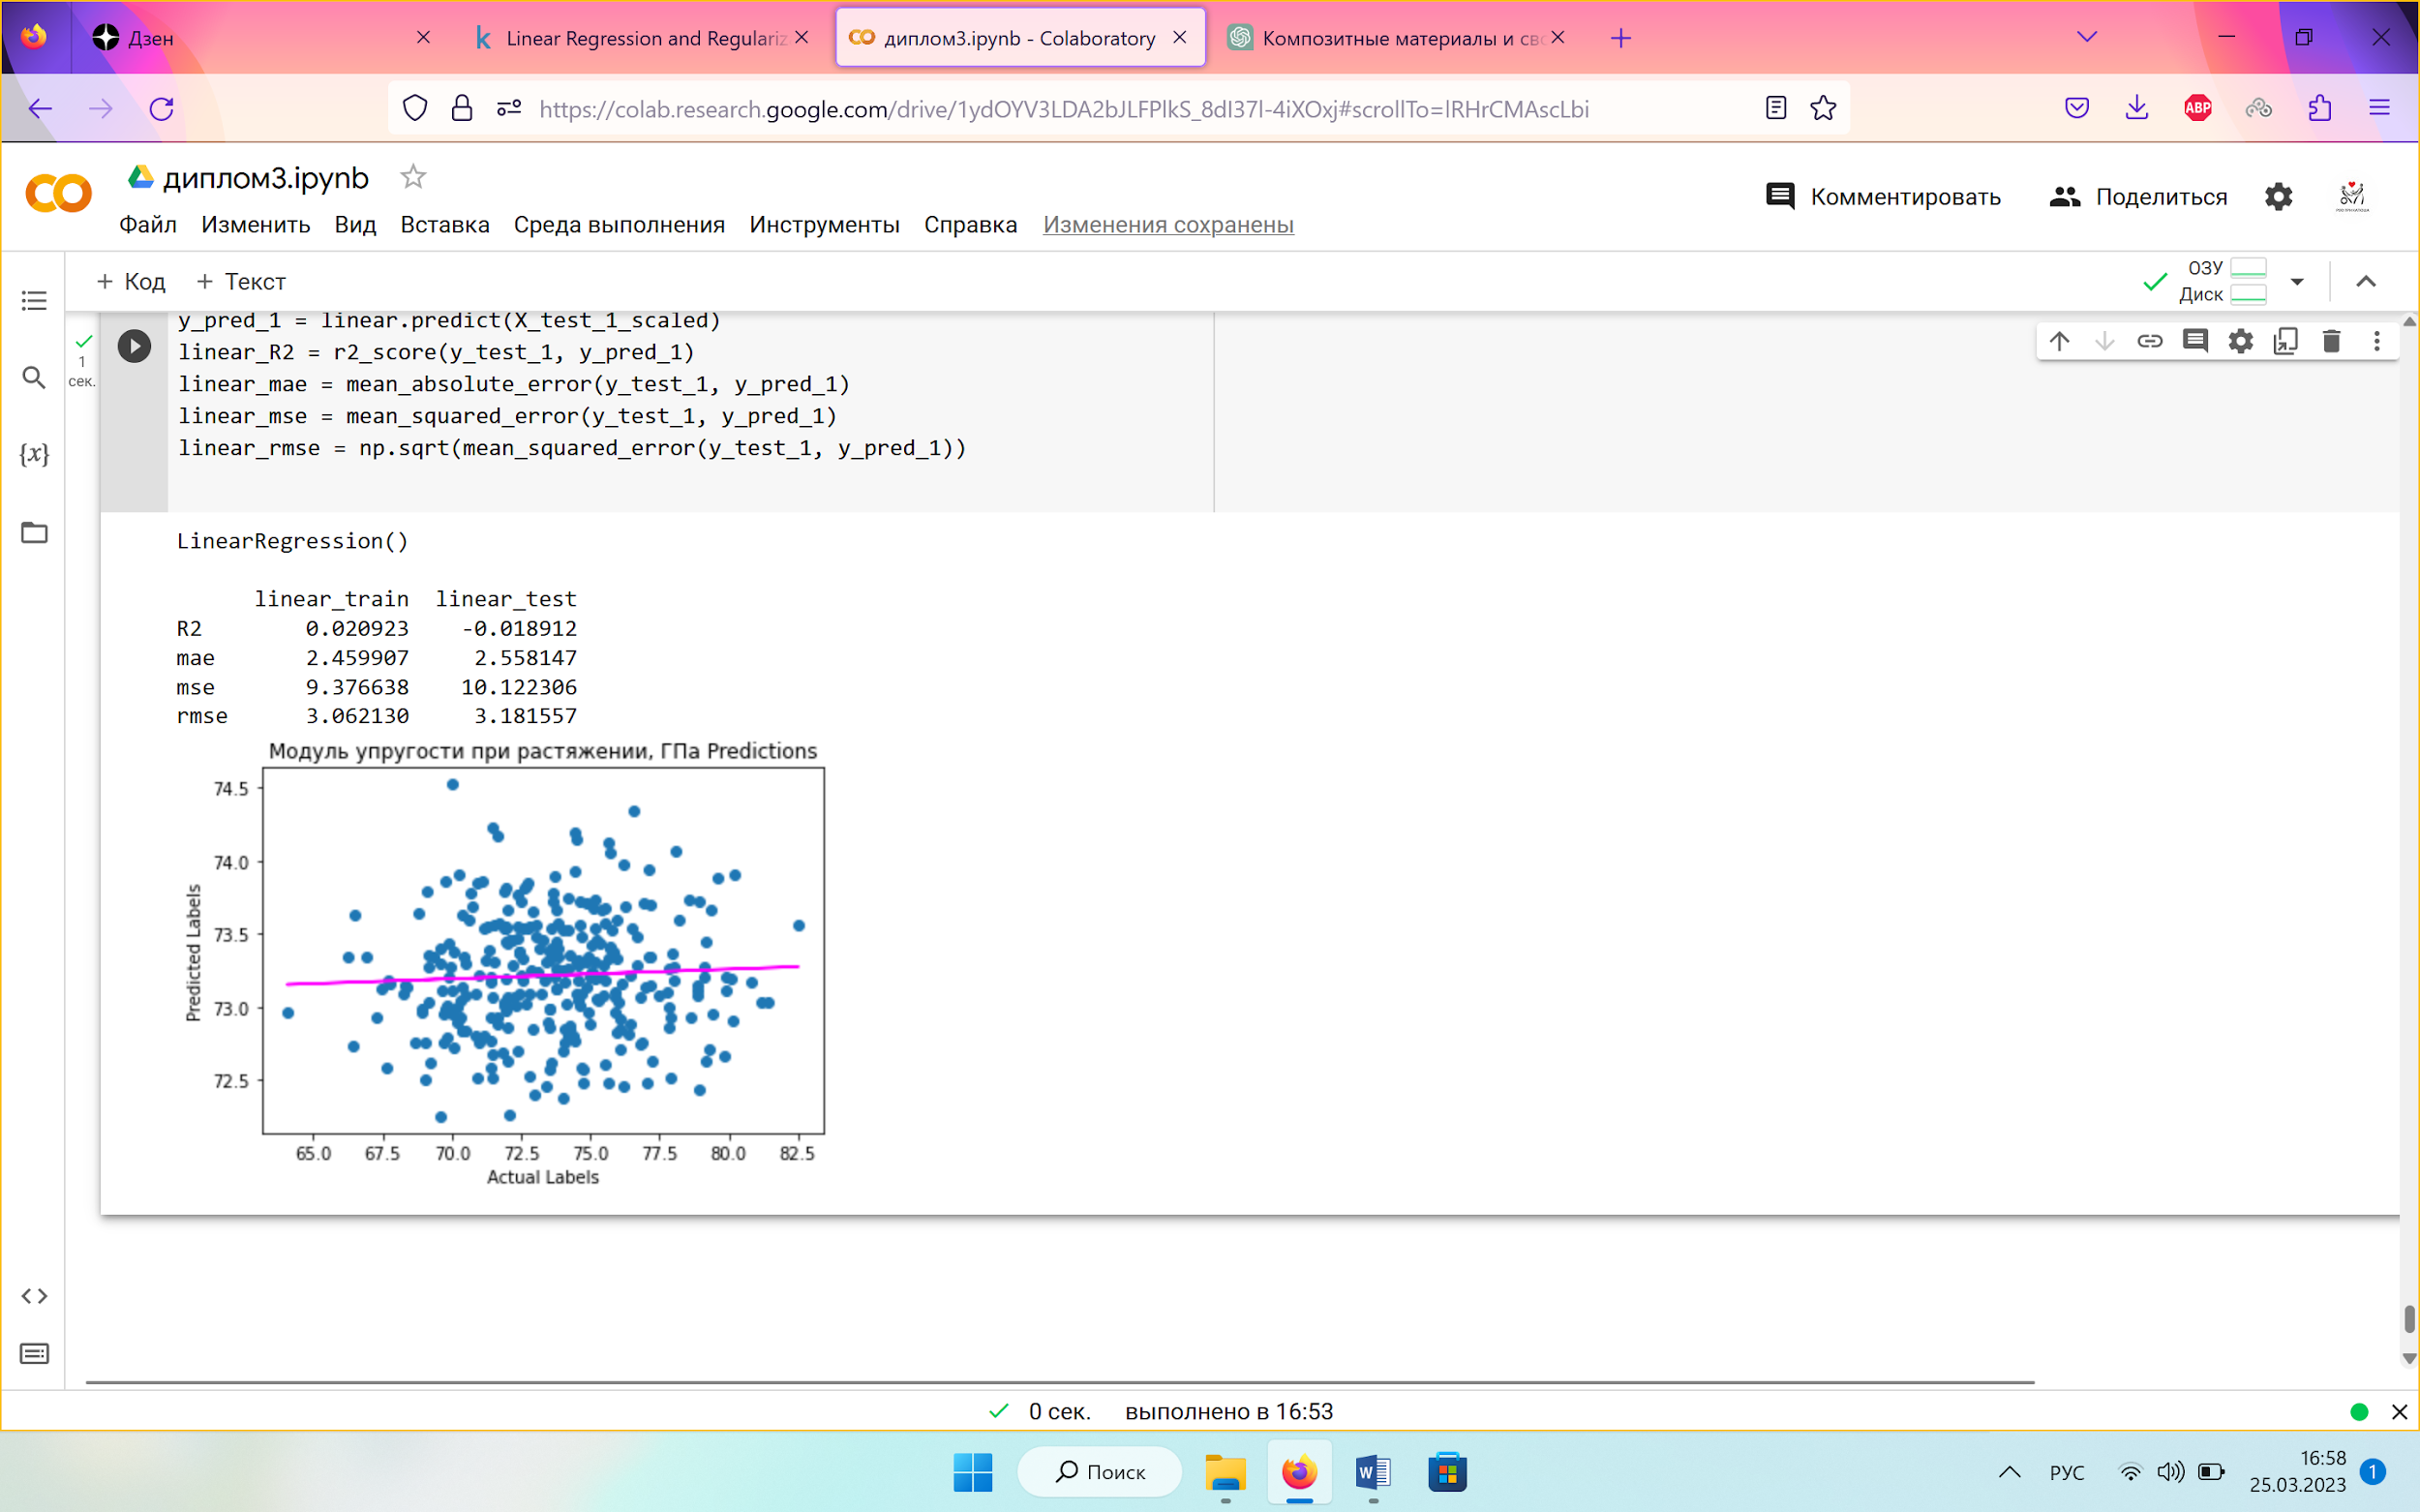 Дзен
Linear Regression and Regulariz
диплом3.ipynb - Colaboratory
Композитные материалы и св
https://colab.research.google.com/drive/1ydOYV3LDA2bJLFPlkS_8dI37l-4iXOxj#scrollTo=lRHrCMAscLbi
ABP
диплом3.ipynb
Файл Изменить Вид Вставка Среда выполнения Инструменты Справка Изменения сохранены
Комментировать
Поделиться
+ Код + Текст
ОЗУ
Диск
1
сек.
{x}
y_pred_1 = linear.predict(X_test_1_scaled)
linear_R2 = r2_score(y_test_1, y_pred_1)
linear_mae = mean_absolute_error(y_test_1, y_pred_1)
linear_mse = mean_squared_error(y_test_1, y_pred_1)
linear_rmse = np.sqrt(mean_squared_error(y_test_1, y_pred_1))
LinearRegression()
linear_train linear_test
R2 0.020923 -0.018912
mae 2.459907 2.558147
mse 9.376638 10.122306
rmse 3.062130 3.181557
Модуль упругости при растяжении, ГПа Predictions
74.5
74.0
73.5
73.0
72.5
Predicted Labels
65.0 67.5 70.0 72.5 75.0 77.5 80.0 82.5
Actual Labels
0 сек. выполнено в 16:53
Поиск
W
РУС
16:58
25.03.2023
1